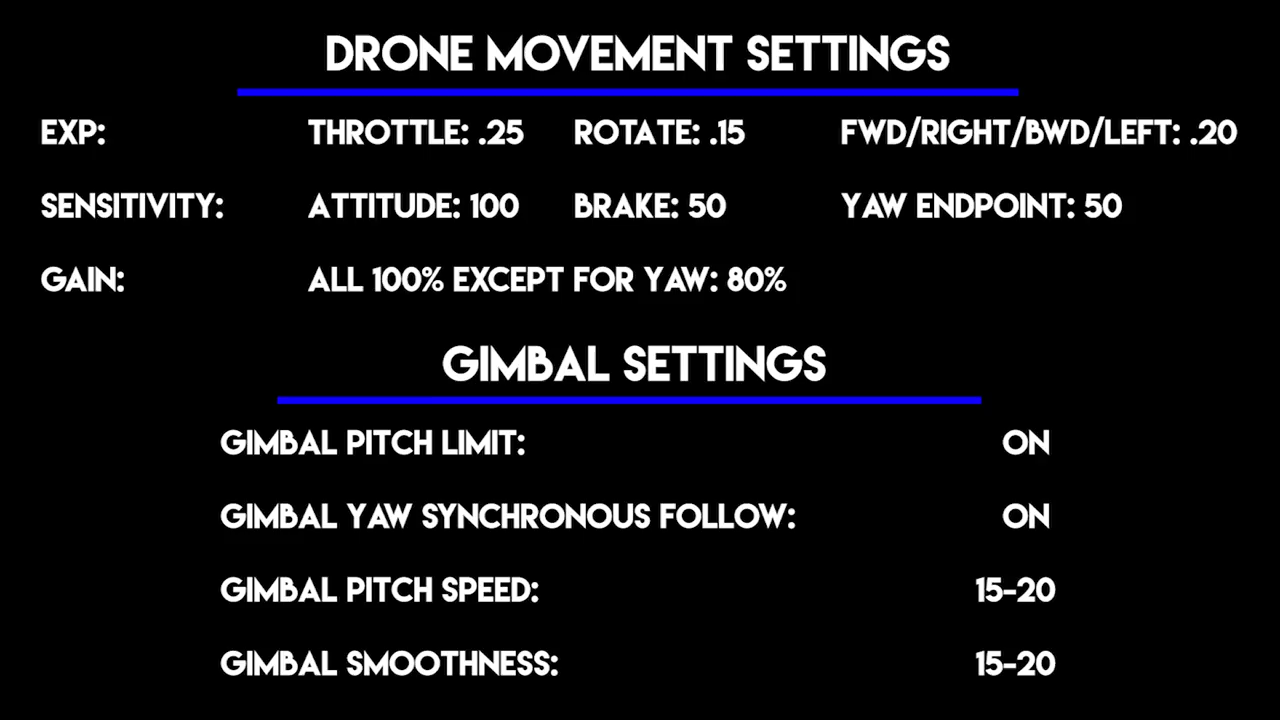 DRONE MOVEMENT SETTINGS
EXP: THROTTLE: .25 ROTATE: .15 FWD/RIGHT/BWD/LEFT: .20
SENSITIVITY: ATTITUDE: 100 BRAKE: 50 YAW ENDPOINT: 50
GAIN: ALL 100% EXCEPT FOR YAW: 80%
GIMBAL SETTINGS
GIMBAL PITCH LIMIT: ON
GIMBAL YAW SYNCHRONOUS FOLLOW: ON
GIMBAL PITCH SPEED: 15-20
GIMBAL SMOOTHNESS: 15-20